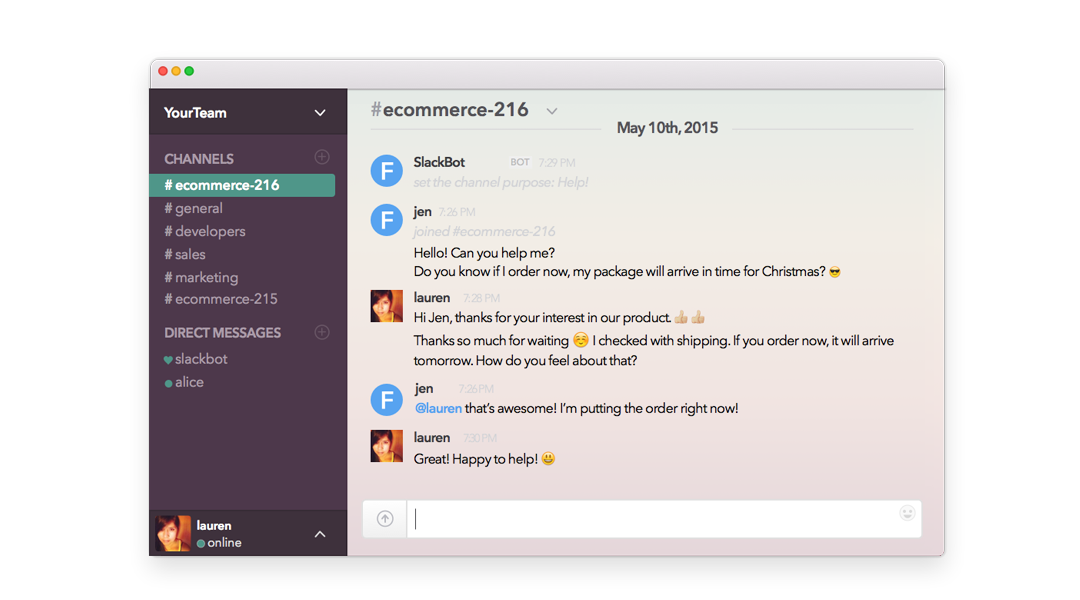 YourTeam
CHANNELS
# ecommerce-216
# general
# developers
# sales
# marketing
# ecommerce-215
DIRECT MESSAGES
slackbot
alice
lauren
online
#ecommerce-216
May 10th, 2015
F
SlackBot BOT 7:29 PM
set the channel purpose: Help!
F
jen 7:26 PM
joined #ecommerce-216
Hello! Can you help me?
Do you know if I order now, my package will arrive in time for Christmas? 😎
lauren 7:28 PM
Hi Jen, thanks for your interest in our product. 👍🏼 👍🏼
Thanks so much for waiting ☺️ I checked with shipping. If you order now, it will arrive
tomorrow. How do you feel about that?
F
jen 7:26 PM
@lauren that's awesome! I'm putting the order right now!
lauren 7:30 PM
Great! Happy to help! 😃